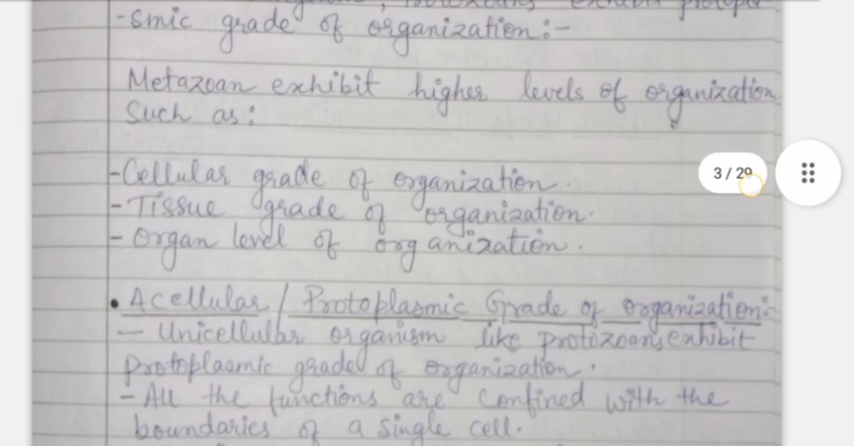 exhibit protopla
-smic grade of organization:-
Metazoan exhibit higher levels of organization
Such as:
-Cellular grade of organization.
3 / 29
-Tissue grade of organization.
- Organ level of organization.
• Acellular / Protoplasmic Grade of organization:-
- Unicellular organism like protozoans, exhibit
protoplasmic grade of organization.
- All the functions are confined with the
boundaries of a single cell.